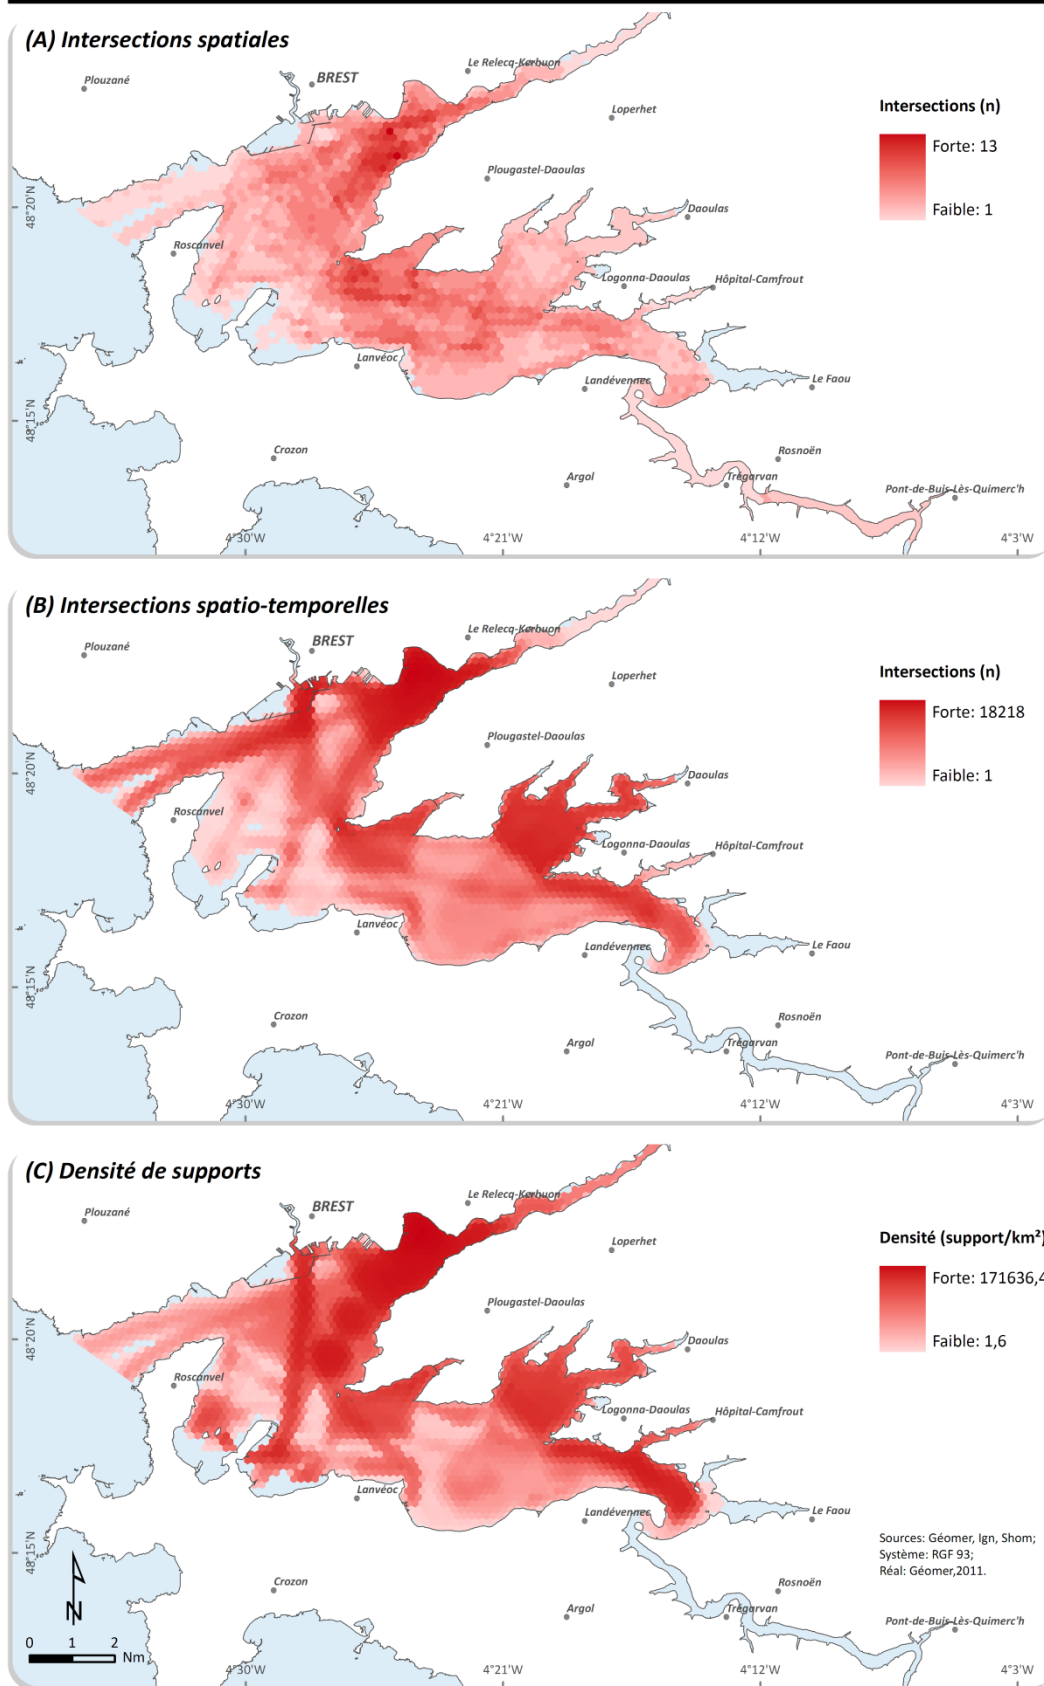 (A) Intersections spatiales
Plouzané
BREST
Le Relecq-Kerhuon
Loperhet
Intersections (n)
Forte: 13
Faible: 1
Plougastel-Daoulas
Daoulas
48°20'N
Roscanvel
Logonna-Daoulas
Hôpital-Camfrout
Lanvéoc
Landévennec
Le Faou
48°15'N
Crozon
Argol
Rosnoën
Trégarvan
Pont-de-Buis-Lès-Quimerc'h
4°30'W
4°21'W
4°12'W
4°3'W
(B) Intersections spatio-temporelles
Plouzané
BREST
Le Relecq-Kerhuon
Loperhet
Intersections (n)
Forte: 18218
Faible: 1
Plougastel-Daoulas
Daoulas
48°20'N
Roscanvel
Logonna-Daoulas
Hôpital-Camfrout
Lanvéoc
Landévennec
Le Faou
48°15'N
Crozon
Argol
Rosnoën
Trégarvan
Pont-de-Buis-Lès-Quimerc'h
4°30'W
4°21'W
4°12'W
4°3'W
(C) Densité de supports
Plouzané
BREST
Le Relecq-Kerhuon
Loperhet
Densité (support/km²)
Forte: 171636,4
Faible: 1,6
Plougastel-Daoulas
Daoulas
48°20'N
Roscanvel
Logonna-Daoulas
Hôpital-Camfrout
Lanvéoc
Landévennec
Le Faou
Sources: Géomer, Ign, Shom;
Système: RGF 93;
Réal: Géomer,2011.
48°15'N
Crozon
Argol
Rosnoën
Trégarvan
Pont-de-Buis-Lès-Quimerc'h
N
0 1 2 Nm
4°30'W
4°21'W
4°12'W
4°3'W